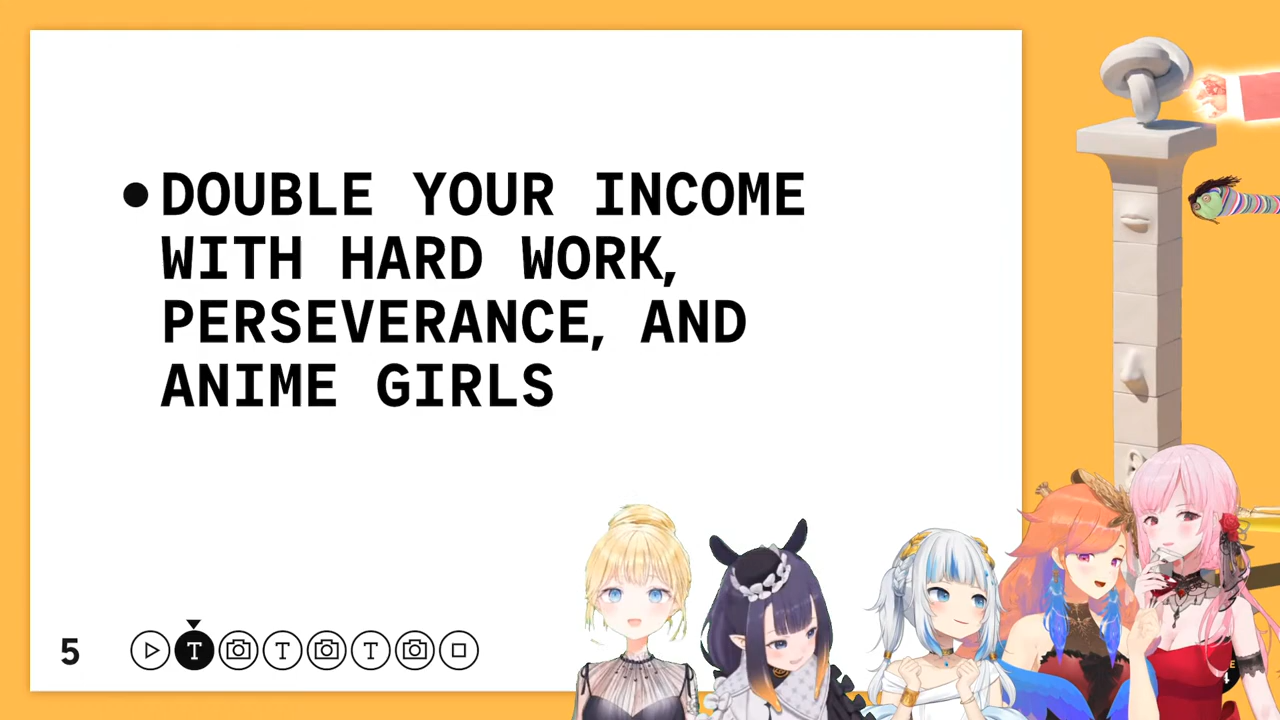 •DOUBLE YOUR INCOME
WITH HARD WORK,
PERSEVERANCE, AND
ANIME GIRLS
5
T T T